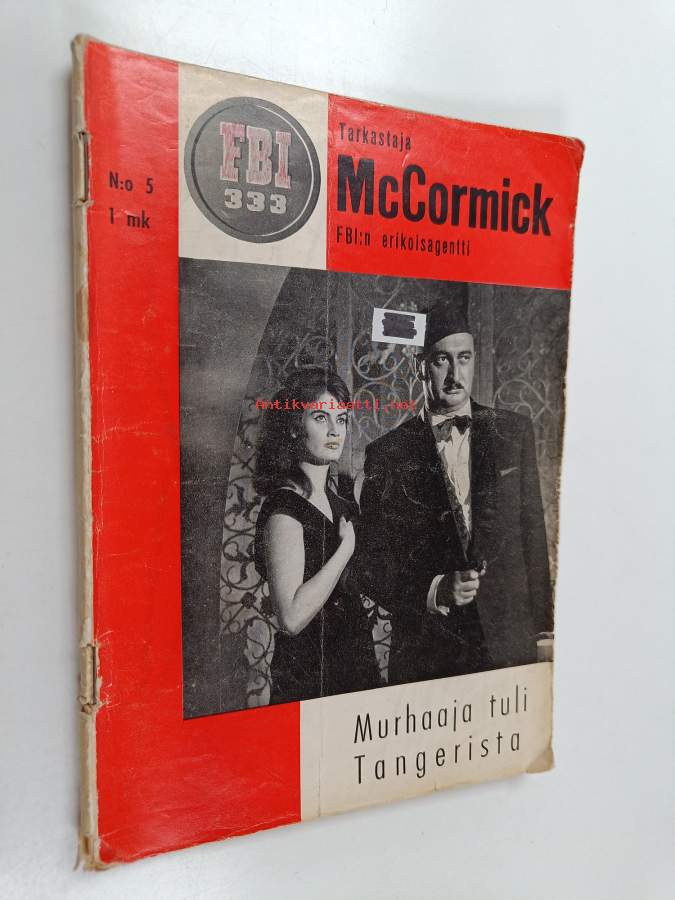 N:o 5
1 mk
FBI
333
Tarkastaja
McCormick
FBI:n erikoisagentti
Antikvariaatti.net
Murhaaja tuli
Tangerista